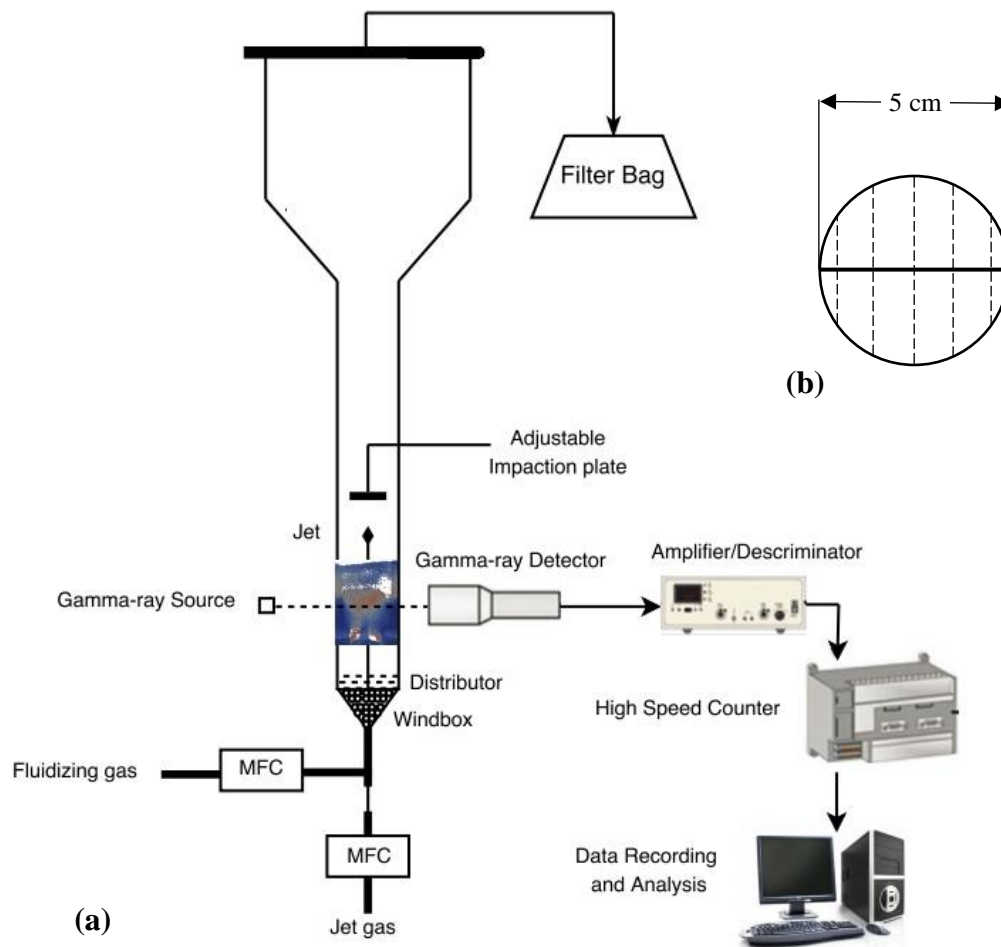 5 cm
Filter Bag
(b)
Adjustable
Impaction plate
Jet
Gamma-ray Detector
Amplifier/Descriminator
Gamma-ray Source
Distributor
Windbox
High Speed Counter
Fluidizing gas
MFC
MFC
Data Recording
and Analysis
(a)
Jet gas